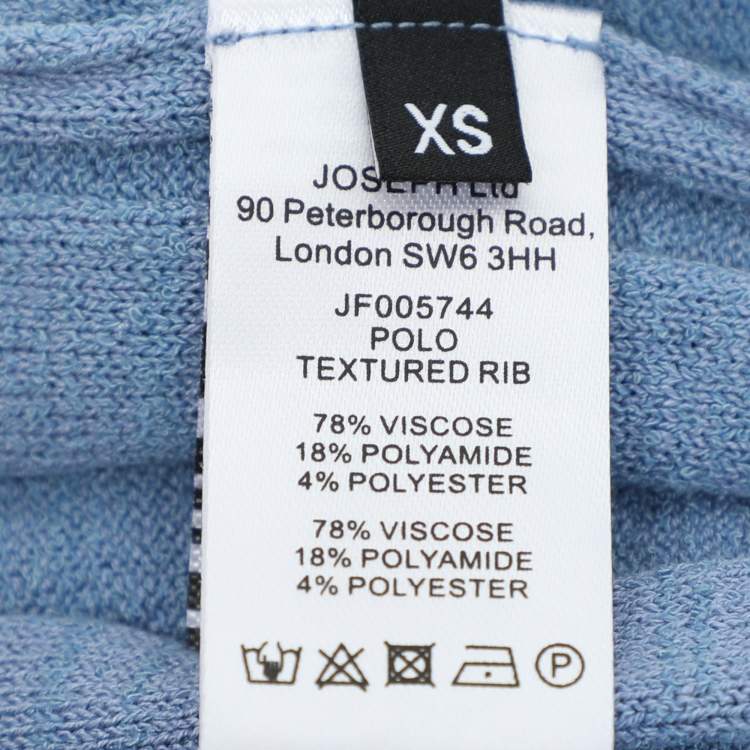 XS
JOSEPH Ltd
90 Peterborough Road,
London SW6 3HH
JF005744
POLO
TEXTURED RIB
78% VISCOSE
18% POLYAMIDE
4% POLYESTER
78% VISCOSE
18% POLYAMIDE
4% POLYESTER
P